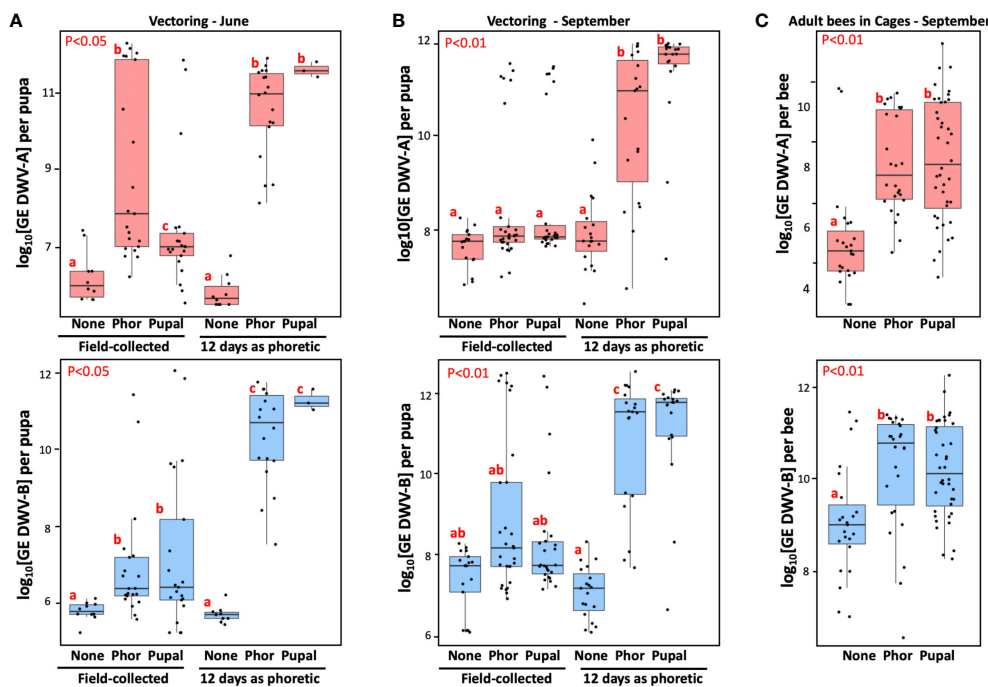 A
Vectoring - June
P<0.05
log₁₀[GE DWV-A] per pupa
11
9
7
a
b
c
a
b
b
None Phor Pupal None Phor Pupal
Field-collected 12 days as phoretic
P<0.05
log₁₀[GE DWV-B] per pupa
12
10
8
6
a
b
b
a
c
c
None Phor Pupal None Phor Pupal
Field-collected 12 days as phoretic
B
Vectoring - September
P<0.01
log10[GE DWV-A] per pupa
12
10
8
a
a
a
a
b
b
None Phor Pupal None Phor Pupal
Field-collected 12 days as phoretic
P<0.01
log₁₀[GE DWV-B] per pupa
12
10
8
6
ab
ab
ab
a
c
c
None Phor Pupal None Phor Pupal
Field-collected 12 days as phoretic
C
Adult bees in Cages - September
P<0.01
log₁₀[GE DWV-A] per bee
10
8
6
4
a
b
b
None Phor Pupal
P<0.01
log₁₀[GE DWV-B] per bee
12
10
8
a
b
b
None Phor Pupal